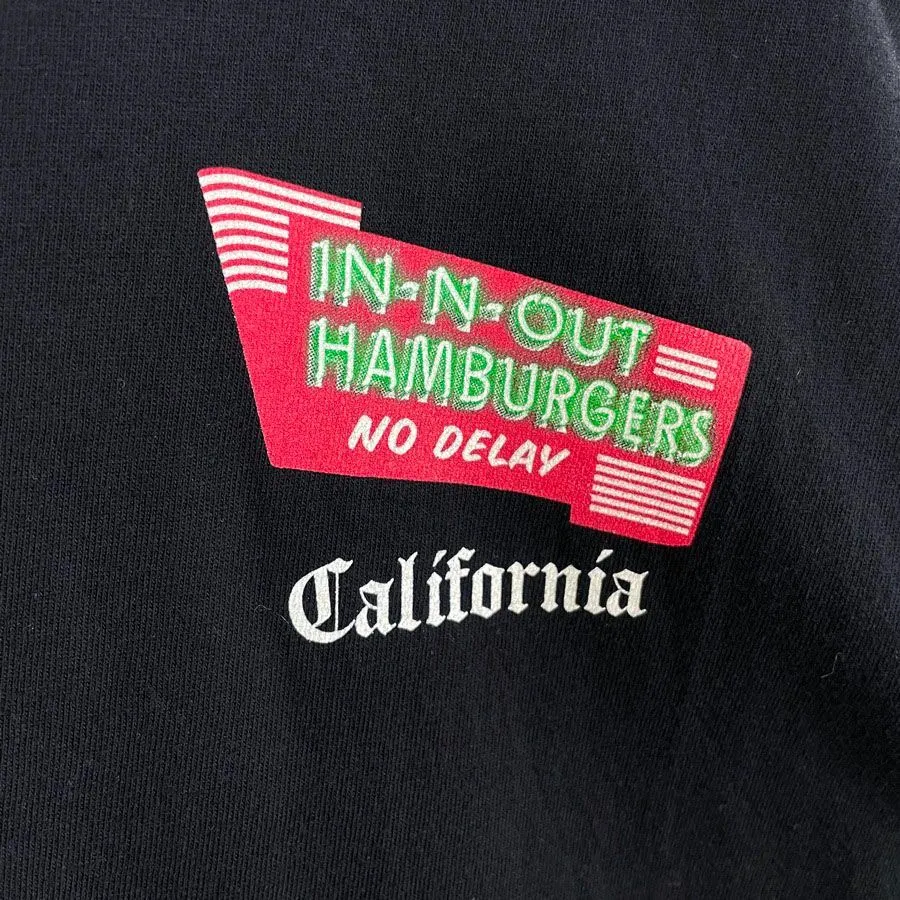 IN-N-OUT
HAMBURGERS
NO DELAY
California